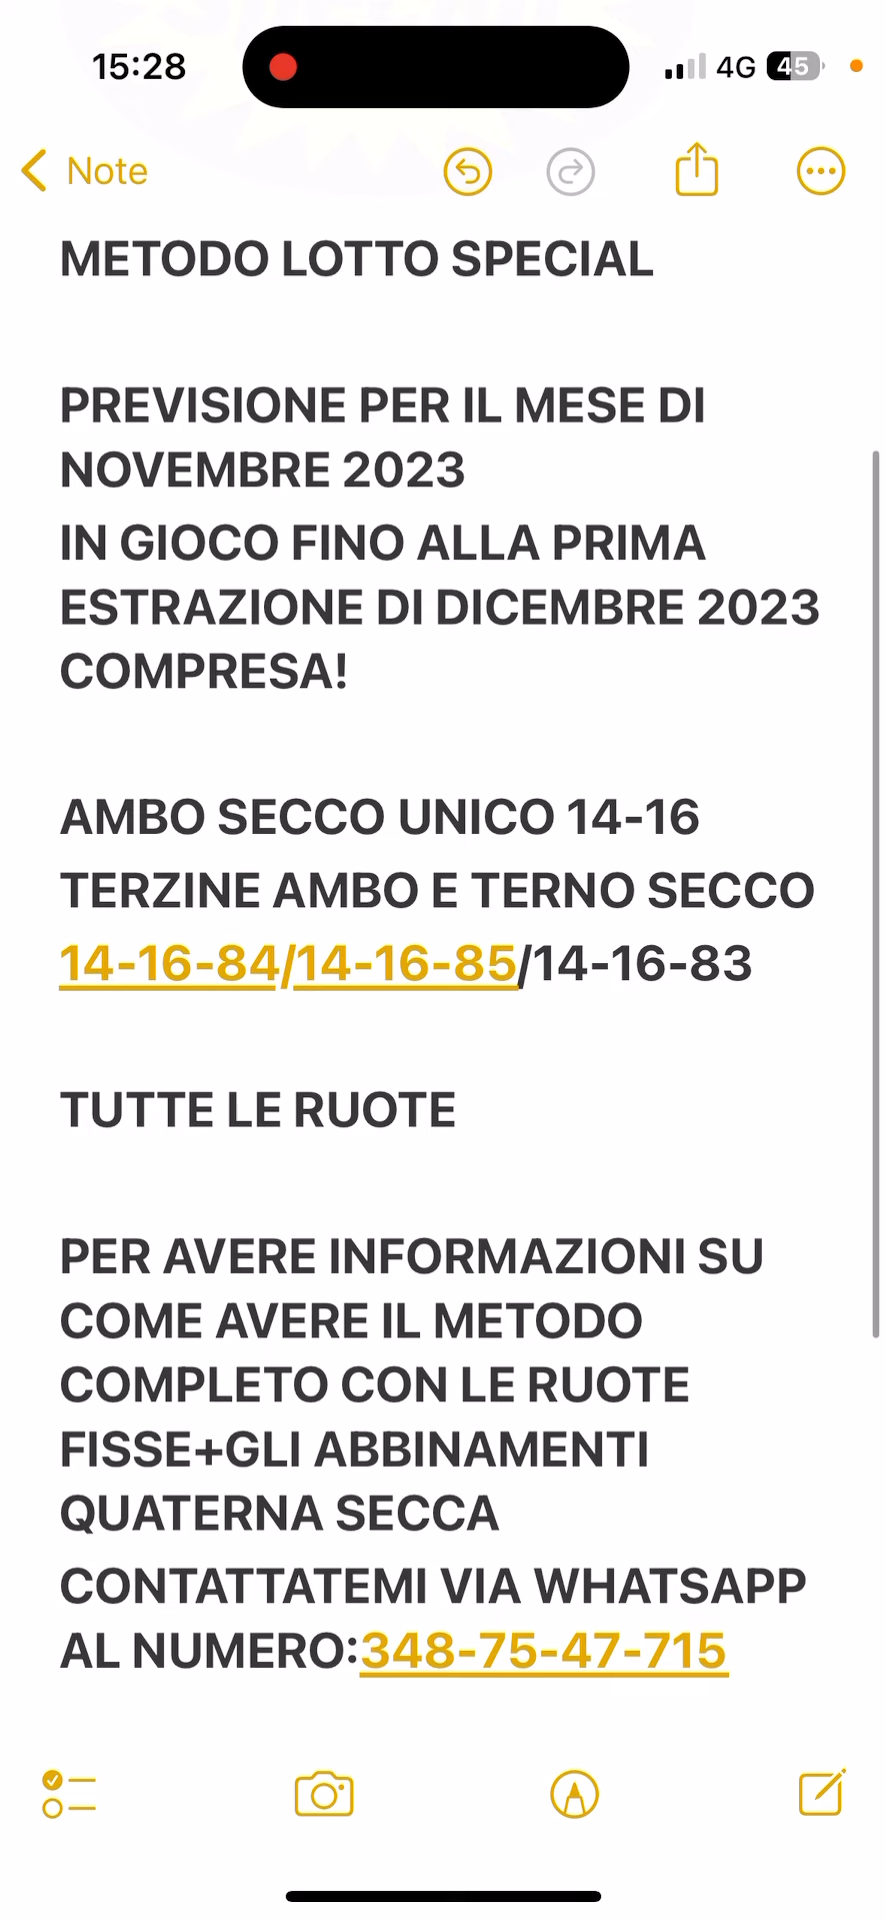 15:28
4G
45
Note
METODO LOTTO SPECIAL
PREVISIONE PER IL MESE DI
NOVEMBRE 2023
IN GIOCO FINO ALLA PRIMA
ESTRAZIONE DI DICEMBRE 2023
COMPRESA!
AMBO SECCO UNICO 14-16
TERZINE AMBO E TERNO SECCO
14-16-84/14-16-85/14-16-83
TUTTE LE RUOTE
PER AVERE INFORMAZIONI SU
COME AVERE IL METODO
COMPLETO CON LE RUOTE
FISSE+GLI ABBINAMENTI
QUATERNA SECCA
CONTATTATEMI VIA WHATSAPP
AL NUMERO:348-75-47-715